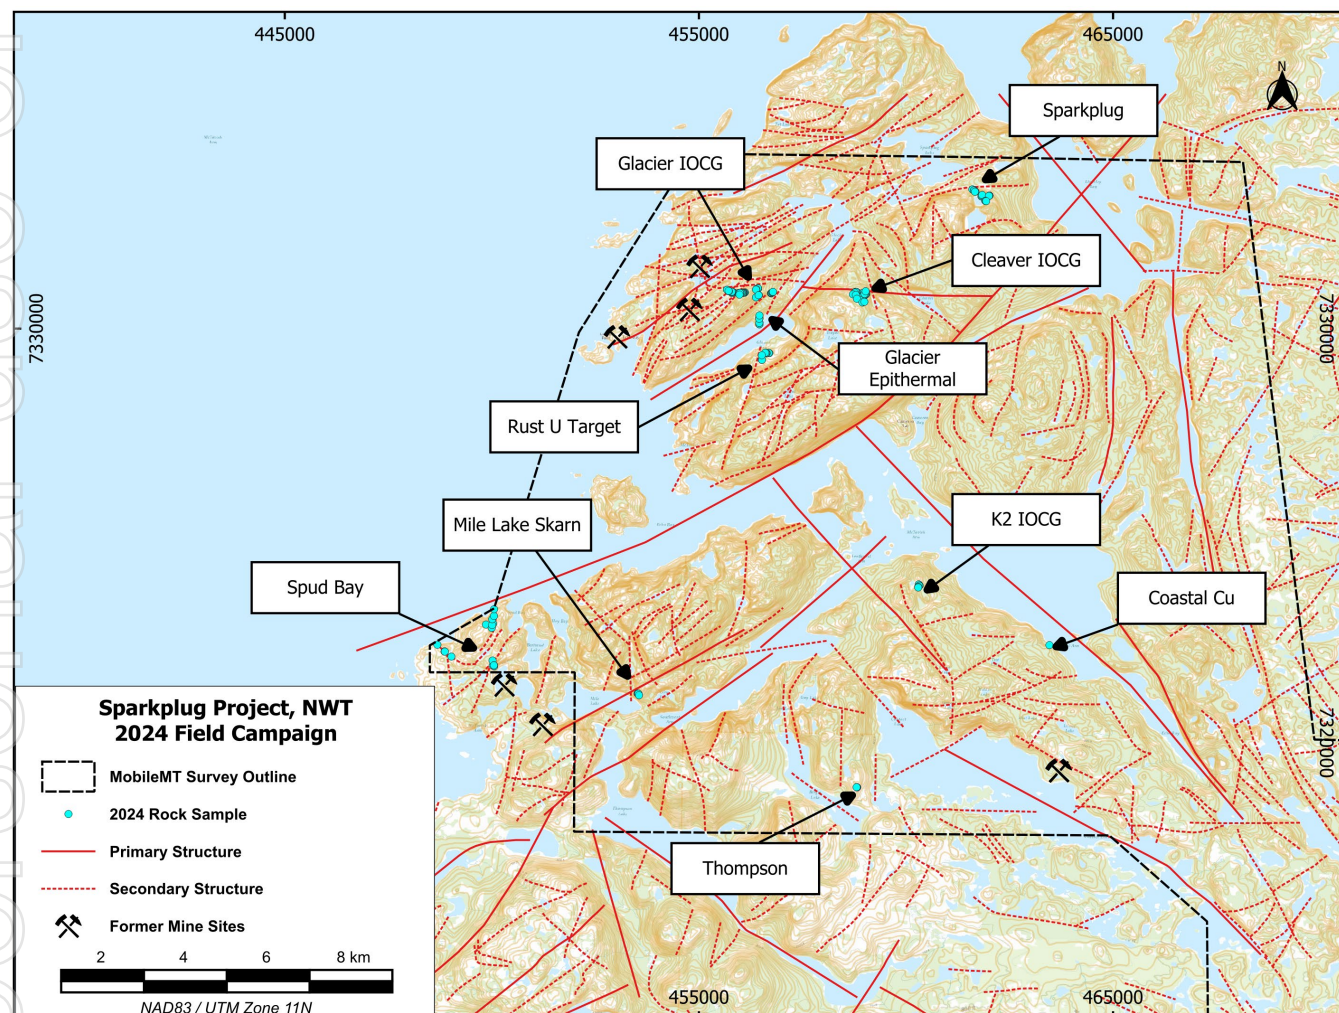 445000
455000
465000
N
Sparkplug
Glacier IOCG
Cleaver IOCG
7330000
7330000
Glacier
Epithermal
Rust U Target
Mile Lake Skarn
K2 IOCG
Spud Bay
Coastal Cu
7320000
Thompson
Sparkplug Project, NWT
2024 Field Campaign
MobileMT Survey Outline
2024 Rock Sample
Primary Structure
Secondary Structure
Former Mine Sites
2 4 6 8 km
NAD83 / UTM Zone 11N
455000
465000